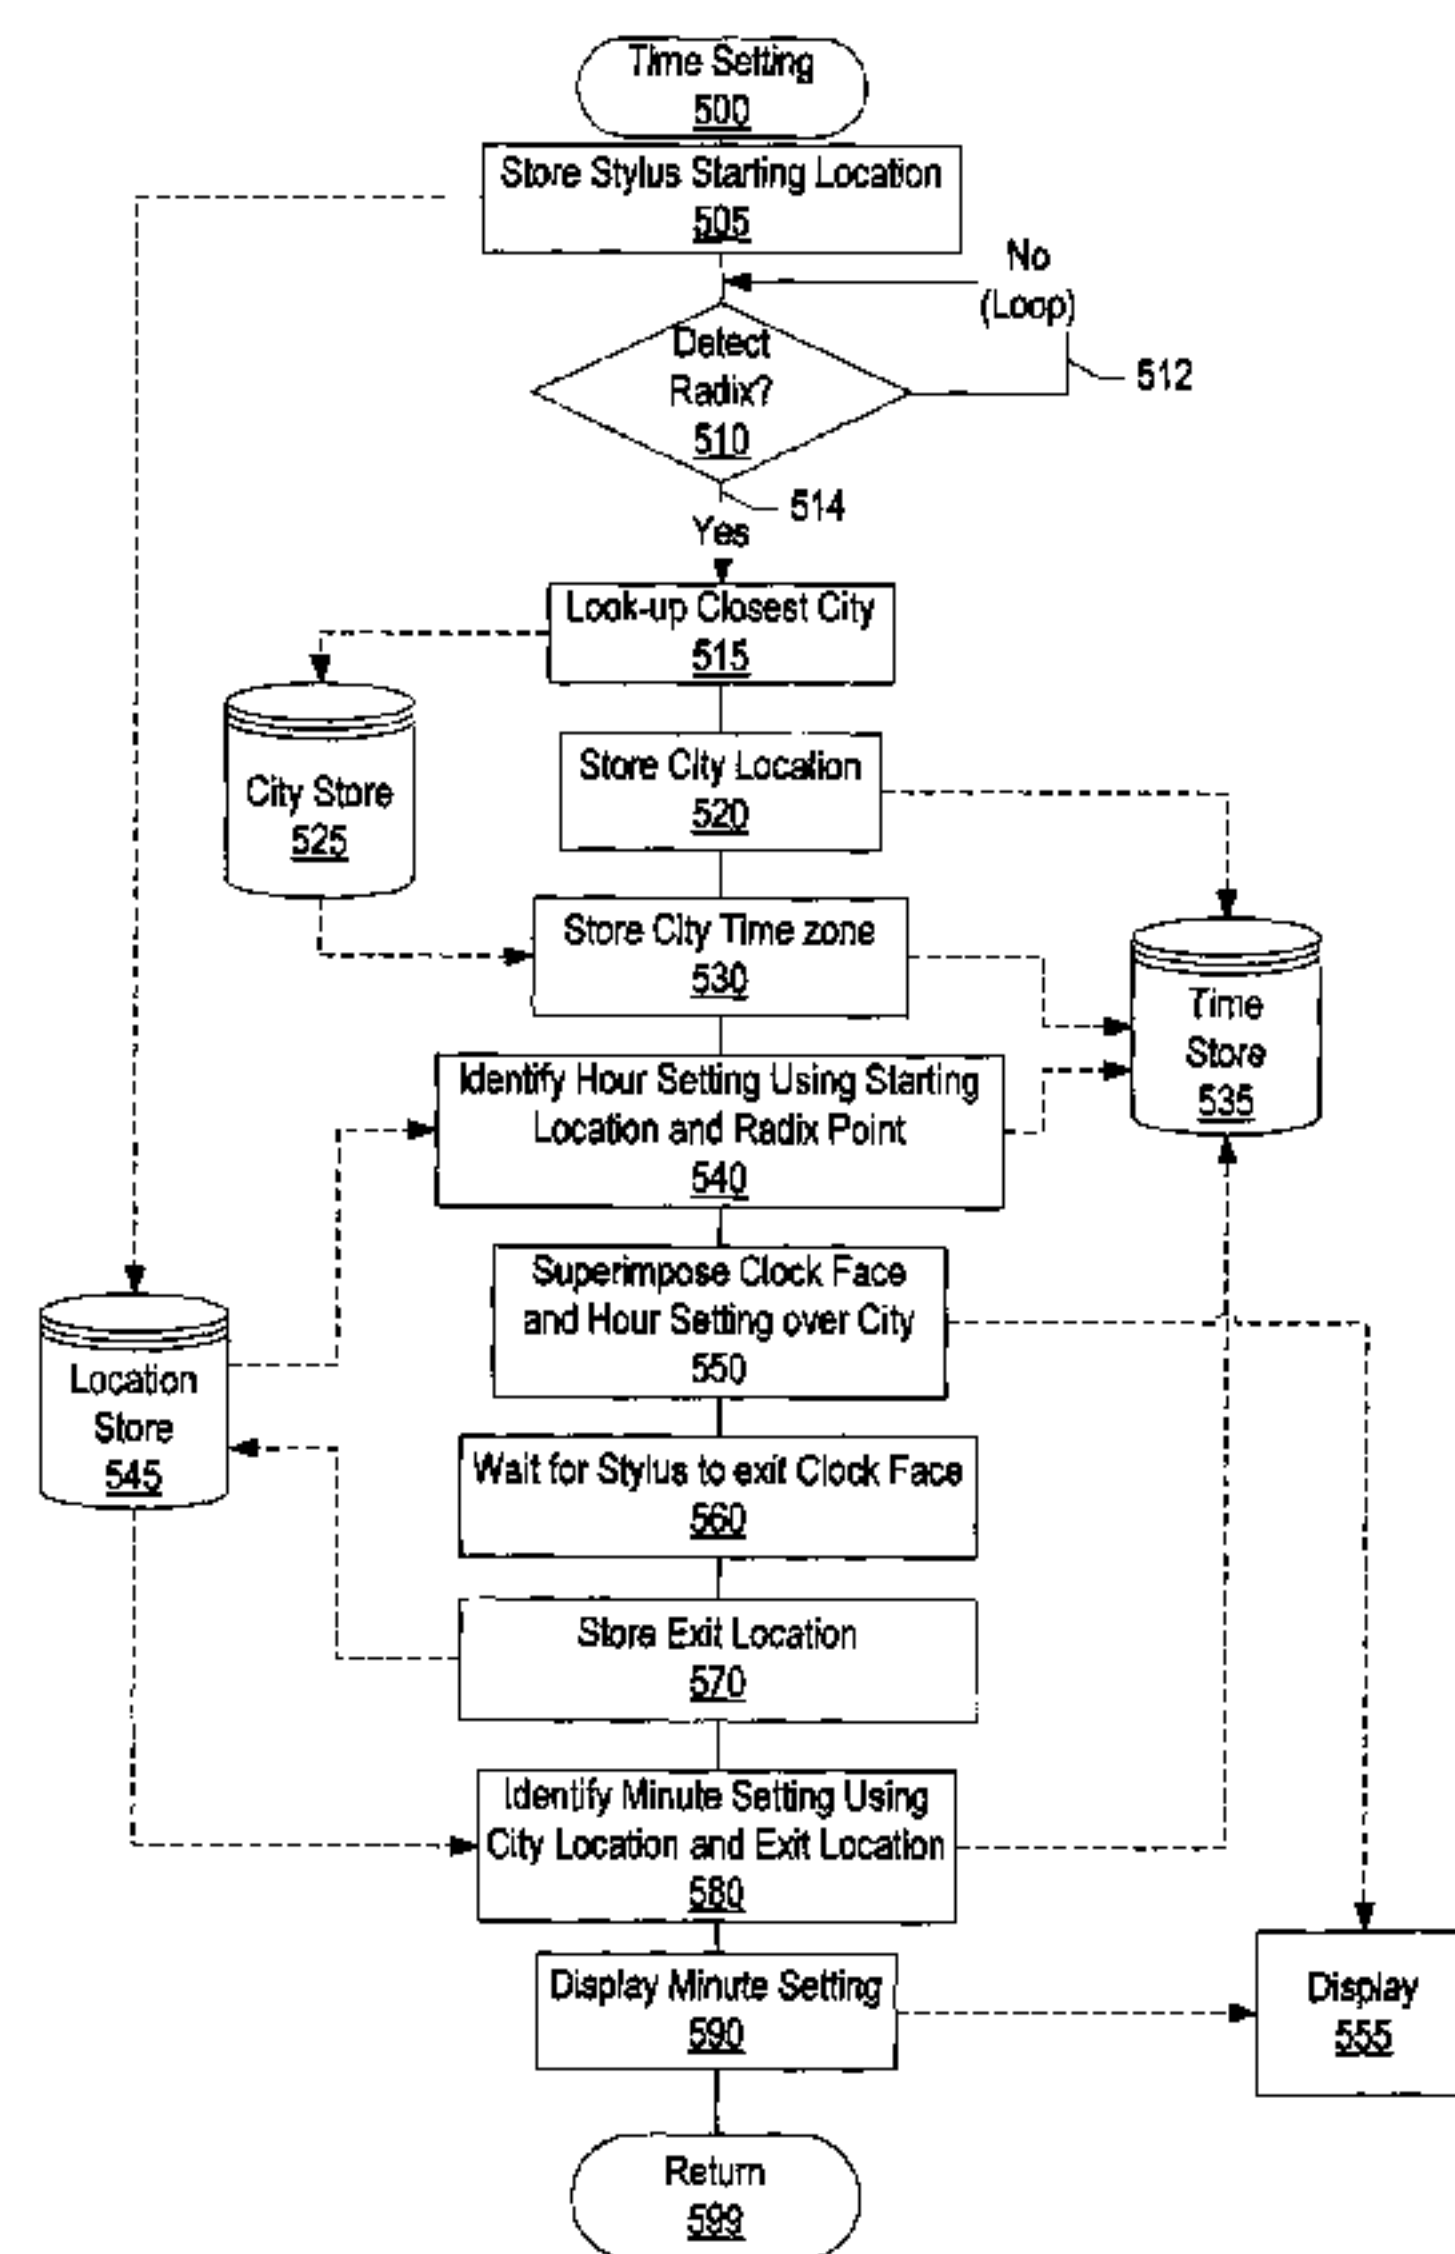 Time Setting
500
Store Stylus Starting Location
505
No
(Loop)
Detect
Radix?
510
512
514
Yes
Look-up Closest City
515
City Store
525
Store City Location
520
Store City Time zone
530
Time
Store
535
Identify Hour Setting Using Starting
Location and Radix Point
540
Superimpose Clock Face
and Hour Setting over City
550
Location
Store
545
Wait for Stylus to exit Clock Face
560
Store Exit Location
570
Identify Minute Setting Using
City Location and Exit Location
580
Display Minute Setting
590
Display
555
Return
599